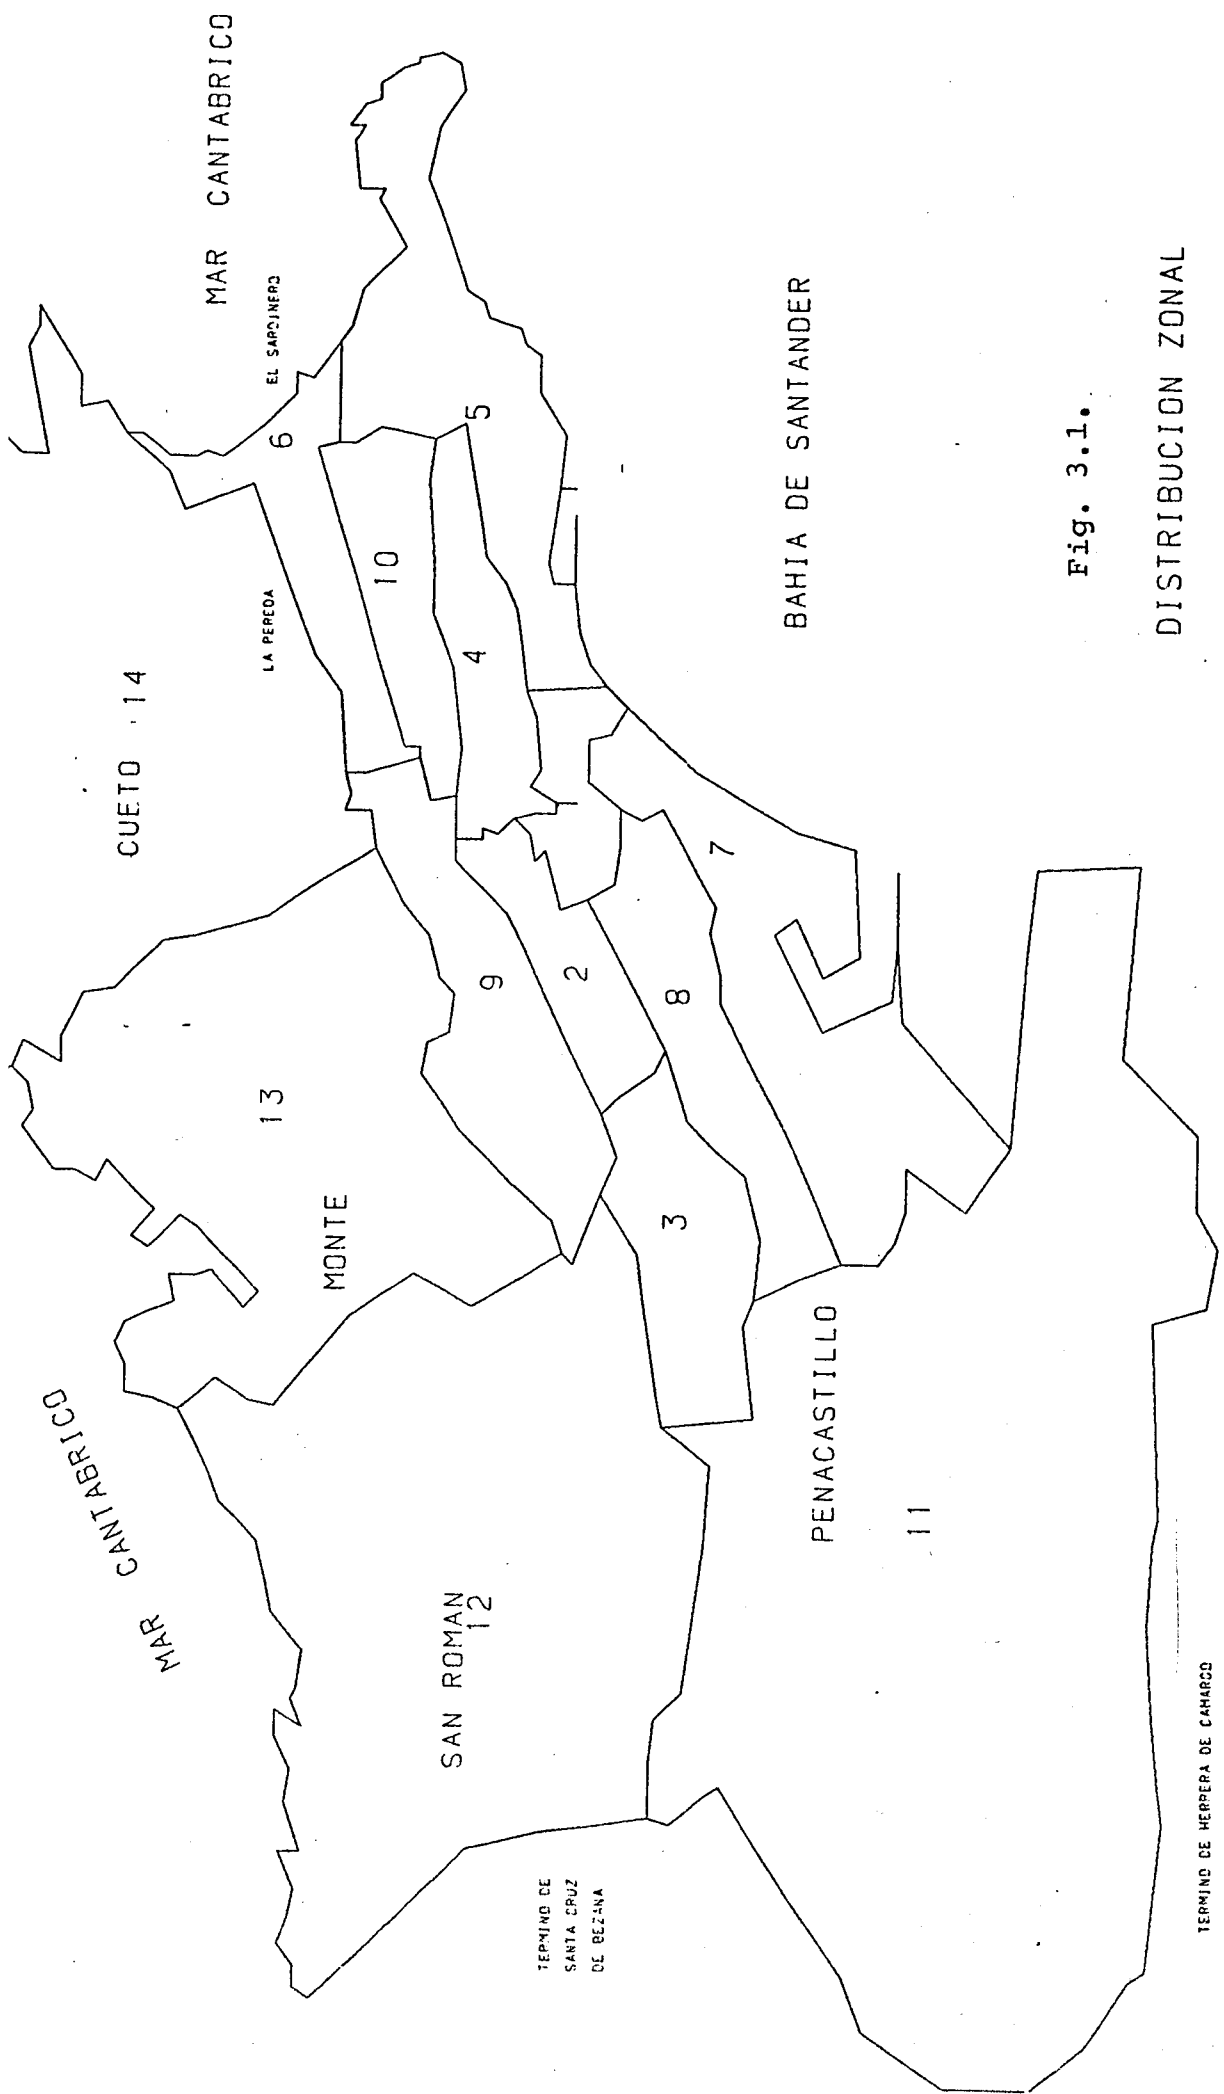 MAR CANTABRICO
MAR CANTABRICO
CUETO 14
EL SARDINERO
LA PEREDA
6
13
MONTE
10
5
4
9
SAN ROMAN
12
2
8
3
7
TERMINO DE
SANTA CRUZ
DE BEZANA
BAHIA DE SANTANDER
PENACASTILLO
11
Fig. 3.1.
DISTRIBUCION ZONAL
TERMINO DE HERRERA DE CAMARGO